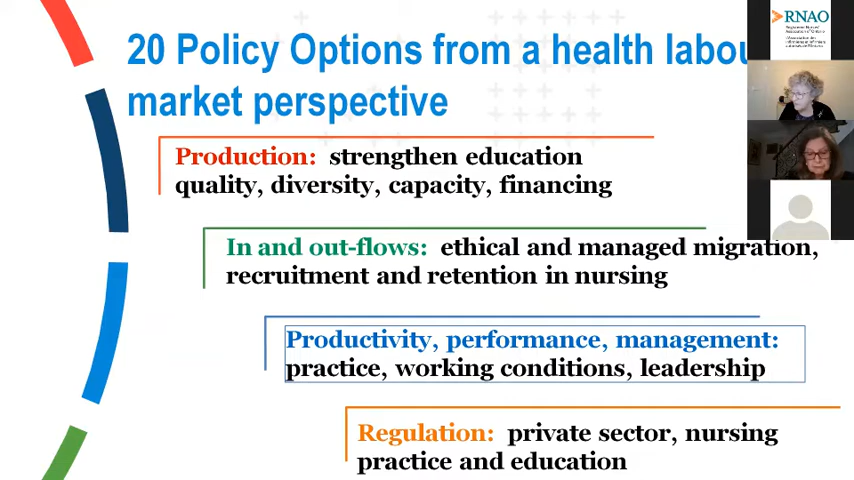 20 Policy Options from a health labou
market perspective
Production: strengthen education
quality, diversity, capacity, financing
In and out-flows: ethical and managed migration,
recruitment and retention in nursing
Productivity, performance, management:
practice, working conditions, leadership
Regulation: private sector, nursing
practice and education
RNAO